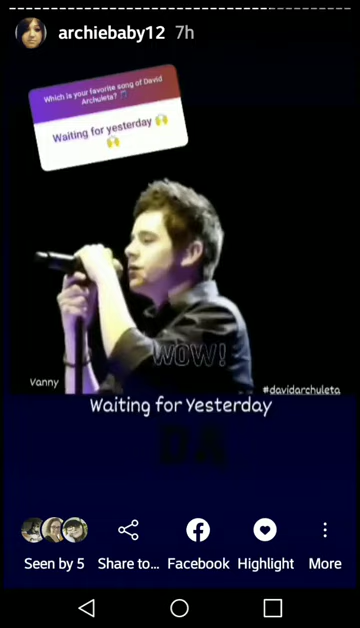 archiebaby12 7h
Which is your favorite song of David
Archuleta? 🎵
Waiting for yesterday 🙌
🙌
WOW!
Vanny
#davidarchuleta
Waiting for Yesterday
DA
Seen by 5 Share to... Facebook Highlight More